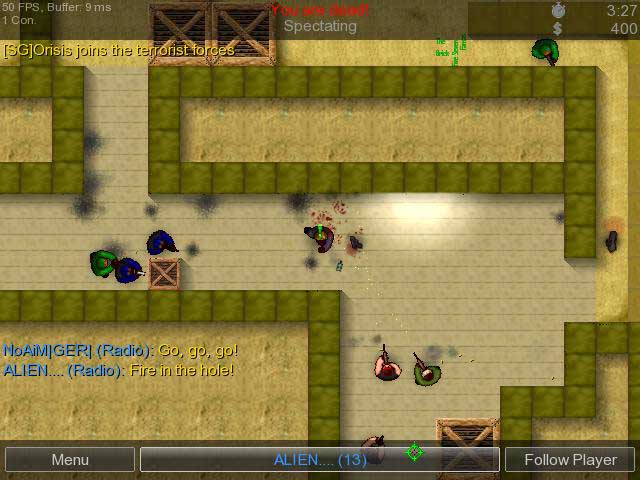 50 FPS, Buffer: 9 ms
1 Con.
You are dead!
Spectating
3:27
$ 400
[SG]Orisis joins the terrorist forces
NoAiM|GER| (Radio): Go, go, go!
ALIEN.... (Radio): Fire in the hole!
Menu
ALIEN.... (13)
Follow Player